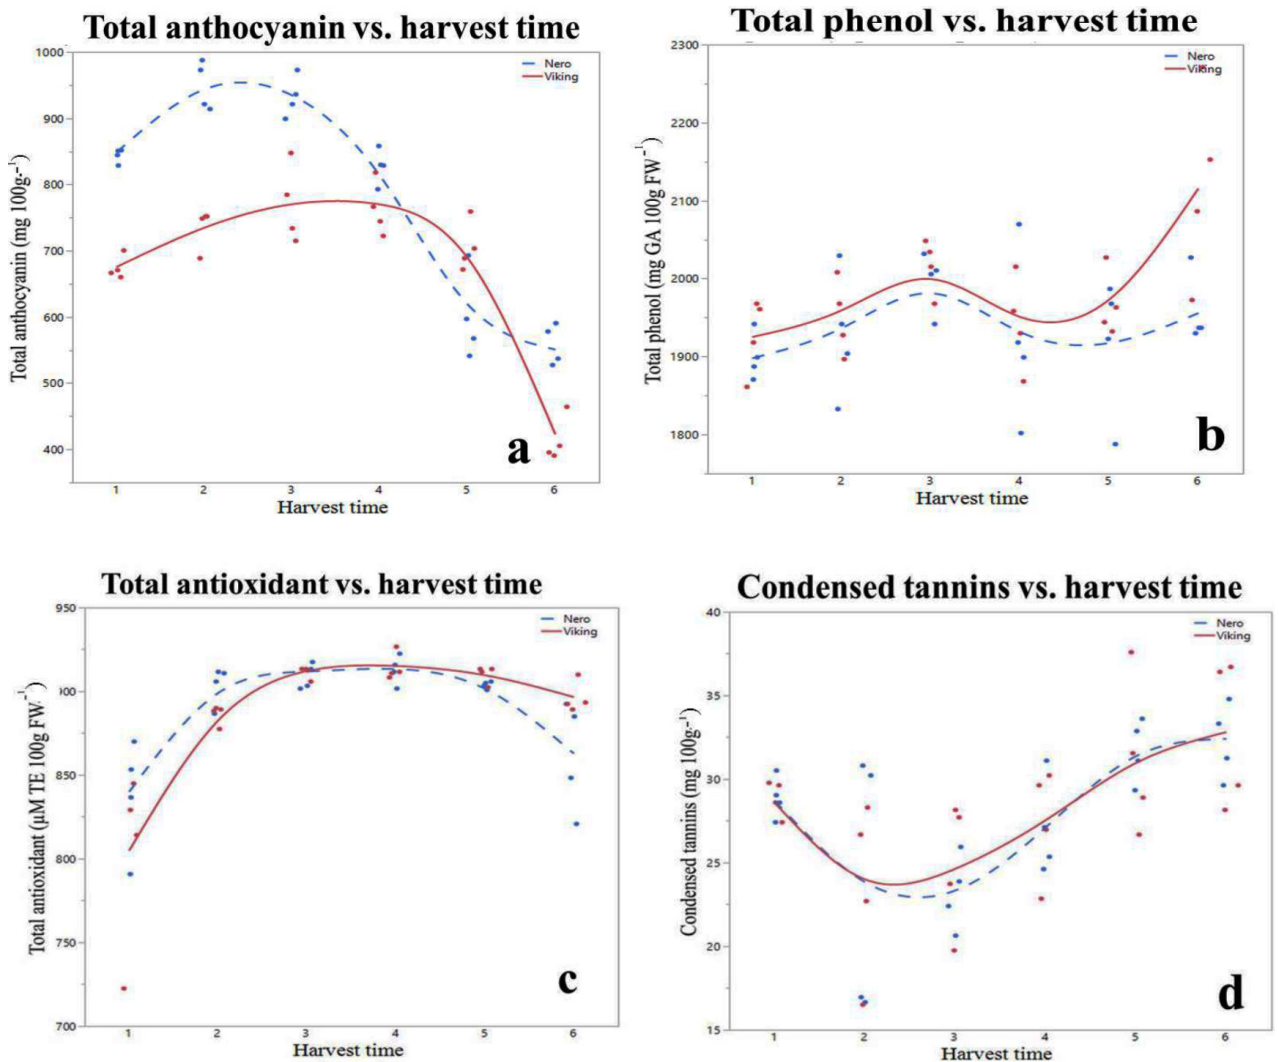 Total anthocyanin vs. harvest time
Total anthocyanin (mg 100g.-¹)
1000
900
800
700
600
500
400
Nero
Viking
a
1 2 3 4 5 6
Harvest time
Total phenol vs. harvest time
Total phenol (mg GA 100g FW⁻¹)
2300
2200
2100
2000
1900
1800
Nero
Viking
b
1 2 3 4 5 6
Harvest time
Total antioxidant vs. harvest time
Total antioxidant (µM TE 100g FW⁻¹)
950
00
850
800
750
700
Nero
Viking
c
1 2 3 4 5 6
Harvest time
Condensed tannins vs. harvest time
Condensed tannins (mg 100g.-¹)
40
35
30
25
20
15
Nero
Viking
d
1 2 3 4 5 6
Harvest time